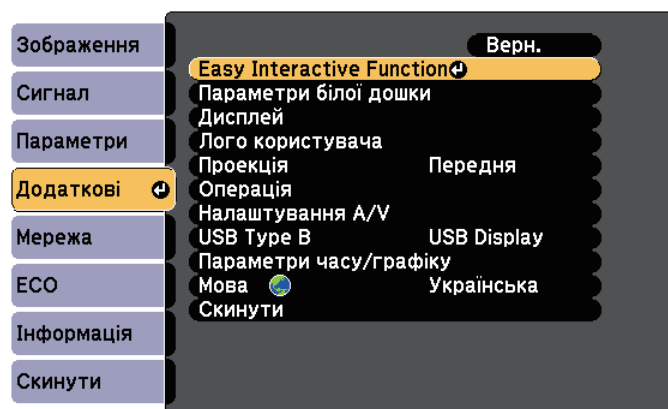 Зображення
Сигнал
Параметри
Додаткові
Мережа
ECO
Інформація
Скинути
Верн.
Easy Interactive Function
Параметри білої дошки
Дисплей
Лого користувача
Проекція Передня
Операція
Налаштування A/V
USB Type B USB Display
Параметри часу/графіку
Мова Українська
Скинути